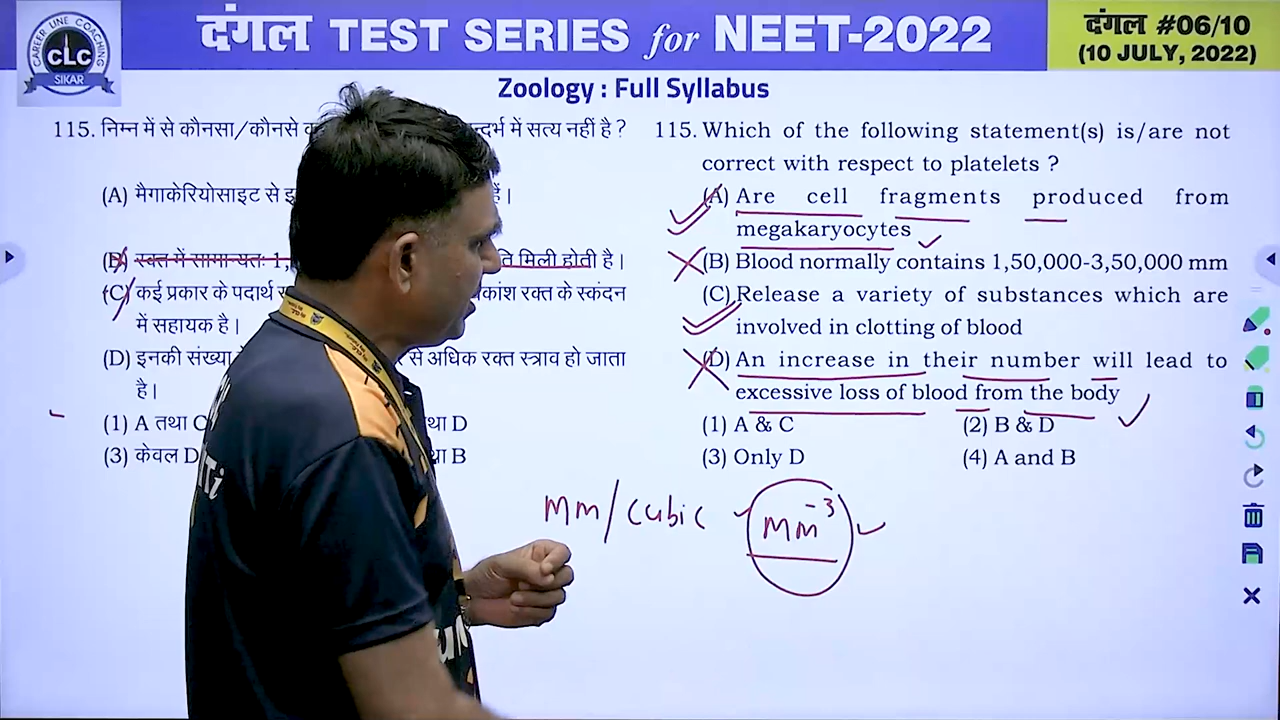 CAREER LINE COACHING
CLC
SIKAR
दंगल TEST SERIES for NEET-2022
दंगल #06/10
(10 JULY, 2022)
Zoology : Full Syllabus
115. निम्न में से कौनसा/कौनसे सत्य नहीं है ?
(A) मैगाकेरियोसाइट से
(B) रक्त में सामान्यतः 1, मिली होती है।
(C) कई प्रकार के पदार्थ रक्त के स्कंदन
में सहायक है।
(D) इनकी संख्या से अधिक रक्त स्त्राव हो जाता
है।
(1) A तथा C
(3) केवल D
115. Which of the following statement(s) is/are not
correct with respect to platelets ?
(A) Are cell fragments produced from
megakaryocytes
(B) Blood normally contains 1,50,000-3,50,000 mm
(C) Release a variety of substances which are
involved in clotting of blood
(D) An increase in their number will lead to
excessive loss of blood from the body
(1) A & C (2) B & D
(3) Only D (4) A and B
mm/cubic mm⁻³